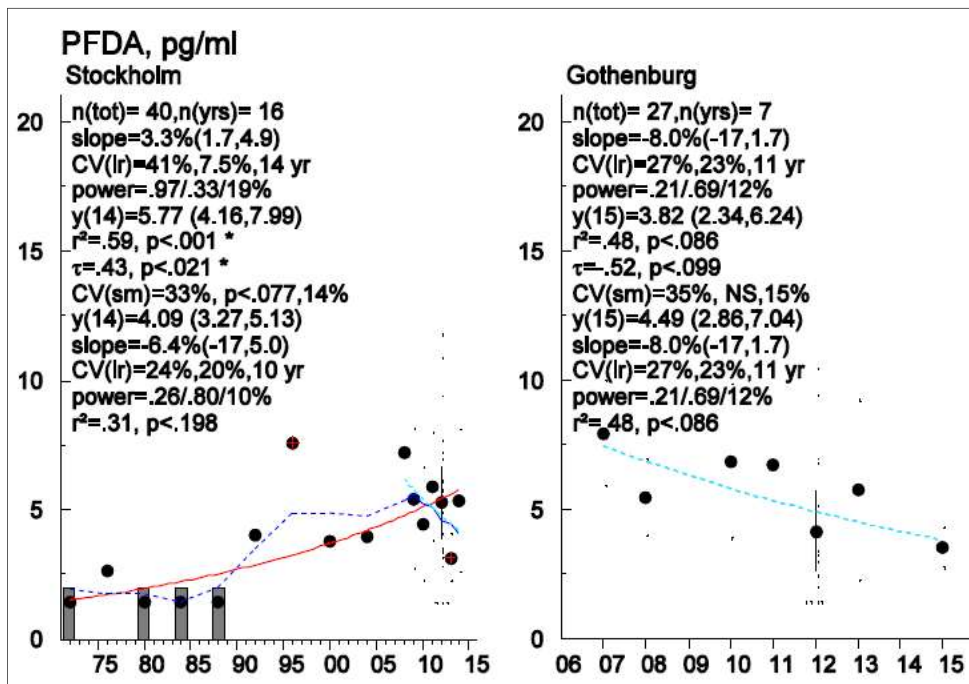 PFDA, pg/ml
Stockholm
n(tot)= 40,n(yrs)= 16
slope=3.3%(1.7,4.9)
CV(lr)=41%,7.5%,14 yr
power=.97/.33/19%
y(14)=5.77 (4.16,7.99)
r²=.59, p<.001 *
τ=.43, p<.021 *
CV(sm)=33%, p<.077,14%
y(14)=4.09 (3.27,5.13)
slope=-6.4%(-17,5.0)
CV(lr)=24%,20%,10 yr
power=.26/.80/10%
r²=.31, p<.198
20
15
10
5
0
75 80 85 90 95 00 05 10 15
Gothenburg
n(tot)= 27,n(yrs)= 7
slope=-8.0%(-17,1.7)
CV(lr)=27%,23%,11 yr
power=.21/.69/12%
y(15)=3.82 (2.34,6.24)
r²=.48, p<.086
τ=-.52, p<.099
CV(sm)=35%, NS,15%
y(15)=4.49 (2.86,7.04)
slope=-8.0%(-17,1.7)
CV(lr)=27%,23%,11 yr
power=.21/.69/12%
r²=.48, p<.086
20
15
10
5
0
06 07 08 09 10 11 12 13 14 15